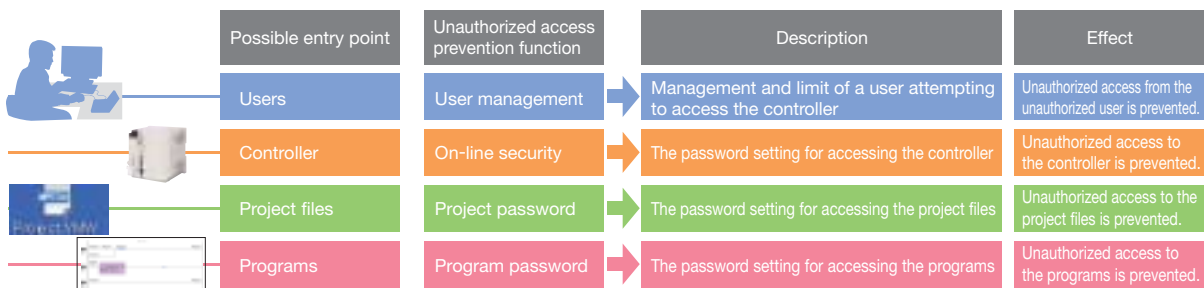 Possible entry point
Unauthorized access
prevention function
Description
Effect
Users
User management
Management and limit of a user attempting
to access the controller
Unauthorized access from the
unauthorized user is prevented.
Controller
On-line security
The password setting for accessing the controller
Unauthorized access to
the controller is prevented.
Project files
Project password
The password setting for accessing the project files
Unauthorized access to the
project files is prevented.
Programs
Program password
The password setting for accessing the programs
Unauthorized access to
the programs is prevented.